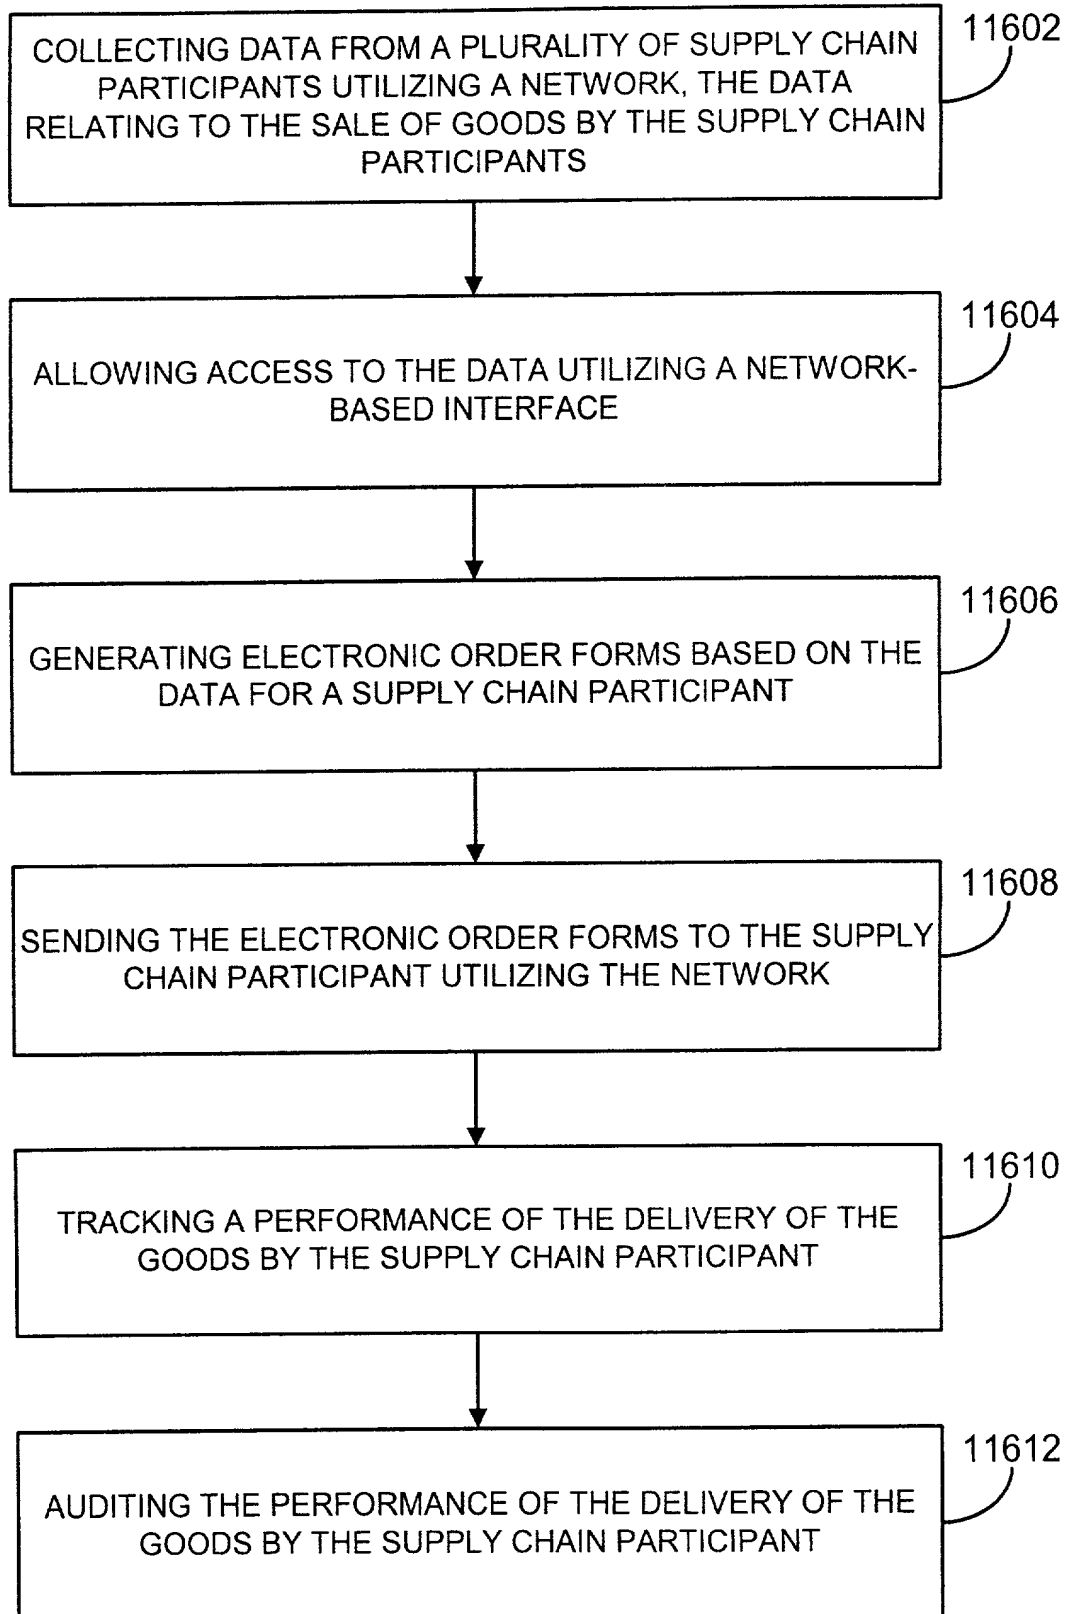 11602
COLLECTING DATA FROM A PLURALITY OF SUPPLY CHAIN
PARTICIPANTS UTILIZING A NETWORK, THE DATA
RELATING TO THE SALE OF GOODS BY THE SUPPLY CHAIN
PARTICIPANTS
11604
ALLOWING ACCESS TO THE DATA UTILIZING A NETWORK-
BASED INTERFACE
11606
GENERATING ELECTRONIC ORDER FORMS BASED ON THE
DATA FOR A SUPPLY CHAIN PARTICIPANT
11608
SENDING THE ELECTRONIC ORDER FORMS TO THE SUPPLY
CHAIN PARTICIPANT UTILIZING THE NETWORK
11610
TRACKING A PERFORMANCE OF THE DELIVERY OF THE
GOODS BY THE SUPPLY CHAIN PARTICIPANT
11612
AUDITING THE PERFORMANCE OF THE DELIVERY OF THE
GOODS BY THE SUPPLY CHAIN PARTICIPANT